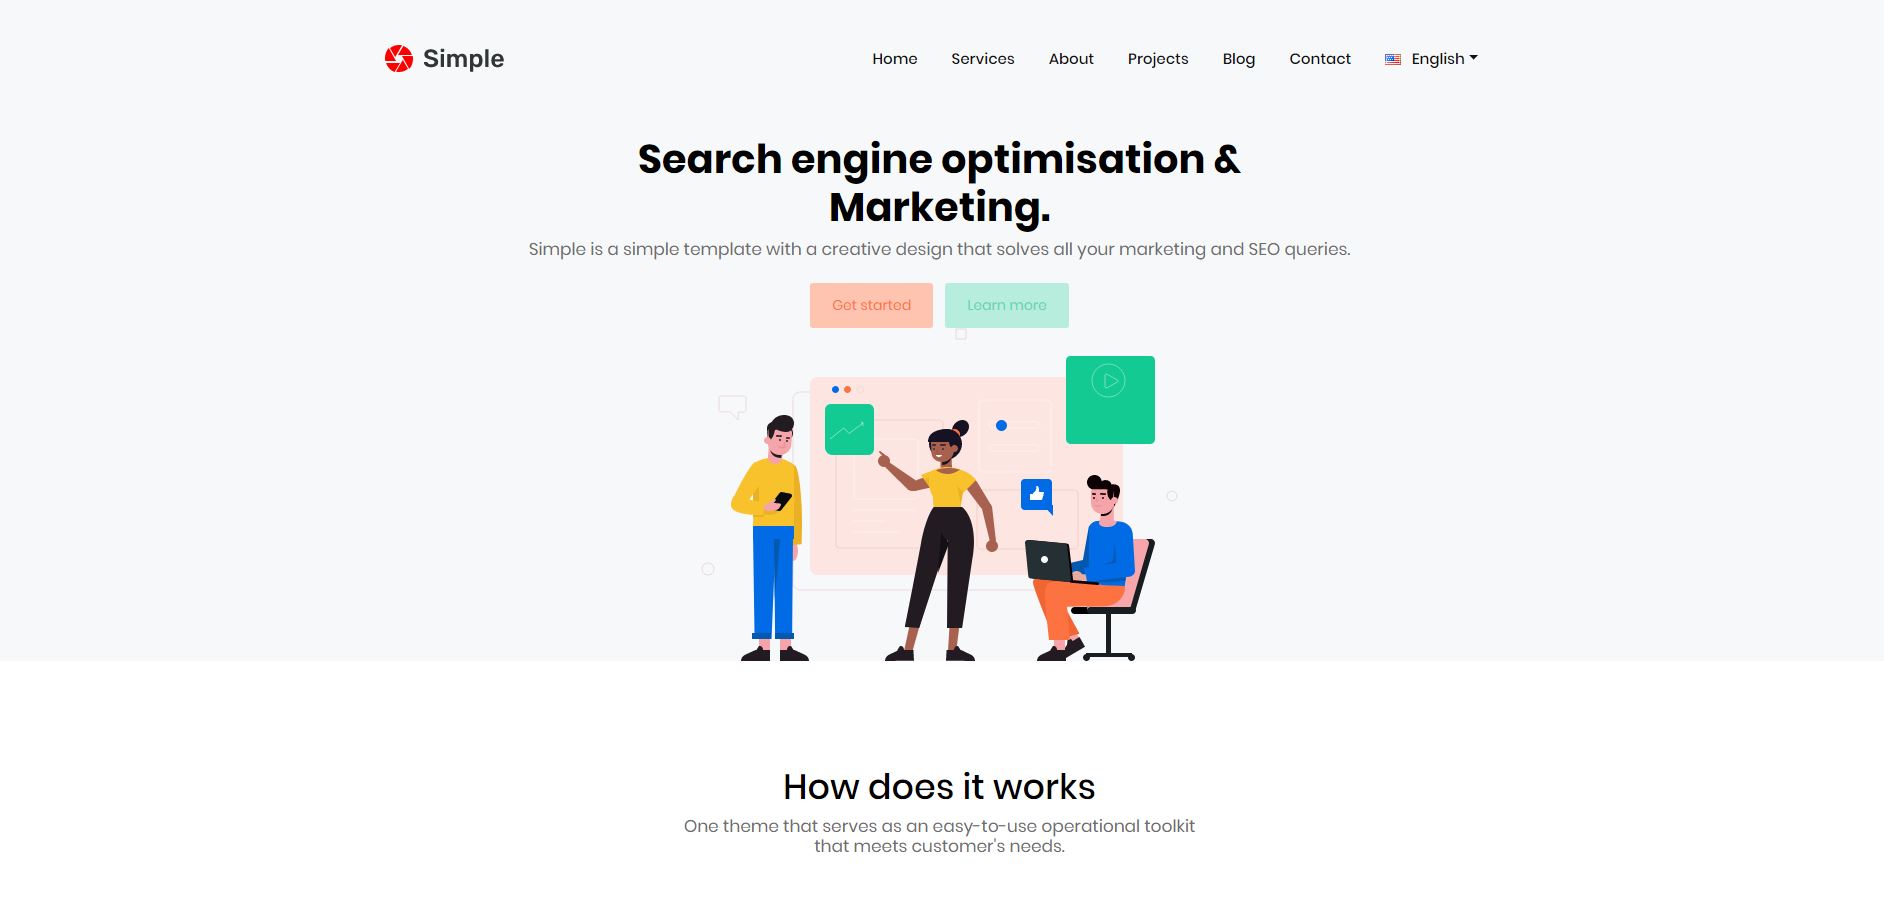 Simple
Home Services About Projects Blog Contact English
Search engine optimisation &
Marketing.
Simple is a simple template with a creative design that solves all your marketing and SEO queries.
Get started Learn more
How does it works
One theme that serves as an easy-to-use operational toolkit
that meets customer's needs.